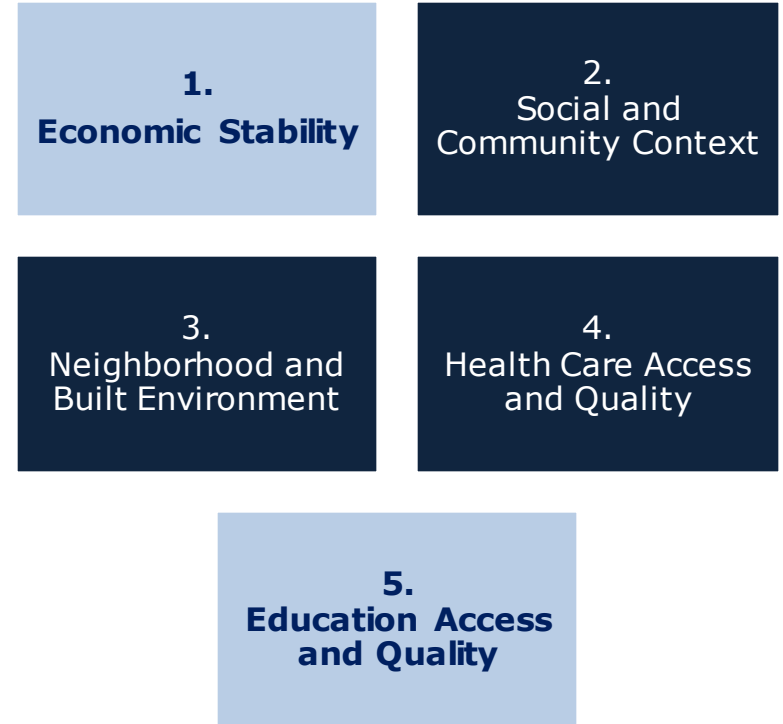 1.
Economic Stability
2.
Social and
Community Context
3.
Neighborhood and
Built Environment
4.
Health Care Access
and Quality
5.
Education Access
and Quality